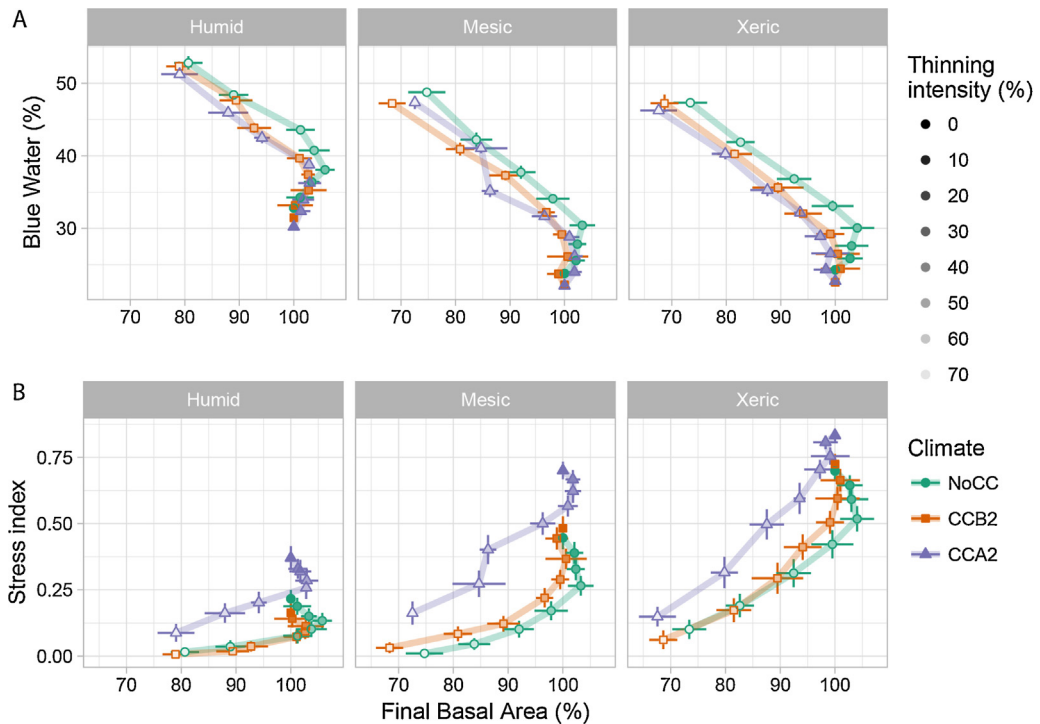 A
Humid Mesic Xeric
Blue Water (%)
50
40
30
70 80 90 100 70 80 90 100 70 80 90 100
Thinning
intensity (%)
0
10
20
30
40
50
60
70
B
Humid Mesic Xeric
Stress index
0.75
0.50
0.25
0.00
70 80 90 100 70 80 90 100 70 80 90 100
Final Basal Area (%)
Climate
NoCC
CCB2
CCA2